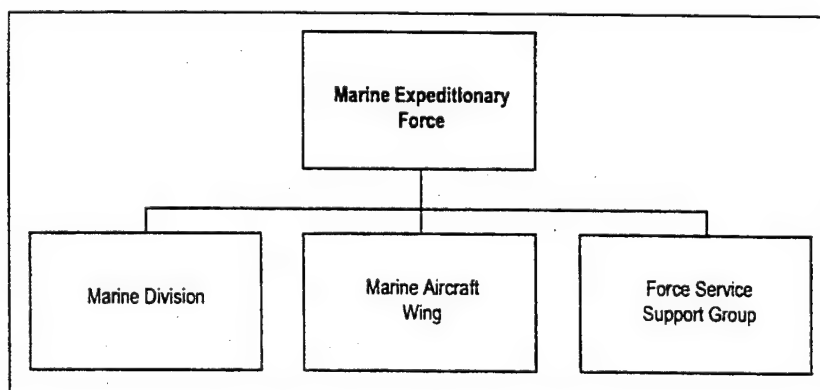 Marine Expeditionary
Force
Marine Division
Marine Aircraft
Wing
Force Service
Support Group